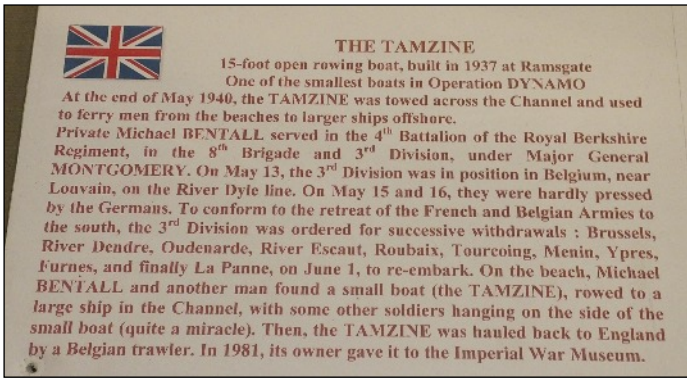 THE TAMZINE
15-foot open rowing boat, built in 1937 at Ramsgate
One of the smallest boats in Operation DYNAMO
At the end of May 1940, the TAMZINE was towed across the Channel and used
to ferry men from the beaches to larger ships offshore.
Private Michael BENTALL served in the 4th Battalion of the Royal Berkshire
Regiment, in the 8th Brigade and 3rd Division, under Major General
MONTGOMERY. On May 13, the 3rd Division was in position in Belgium, near
Louvain, on the River Dyle line. On May 15 and 16, they were hardly pressed
by the Germans. To conform to the retreat of the French and Belgian Armies to
the south, the 3rd Division was ordered for successive withdrawals : Brussels,
River Dendre, Oudenarde, River Escaut, Roubaix, Tourcoing, Menin, Ypres,
Furnes, and finally La Panne, on June 1, to re-embark. On the beach, Michael
BENTALL and another man found a small boat (the TAMZINE), rowed to a
large ship in the Channel, with some other soldiers hanging on the side of the
small boat (quite a miracle). Then, the TAMZINE was hauled back to England
by a Belgian trawler. In 1981, its owner gave it to the Imperial War Museum.